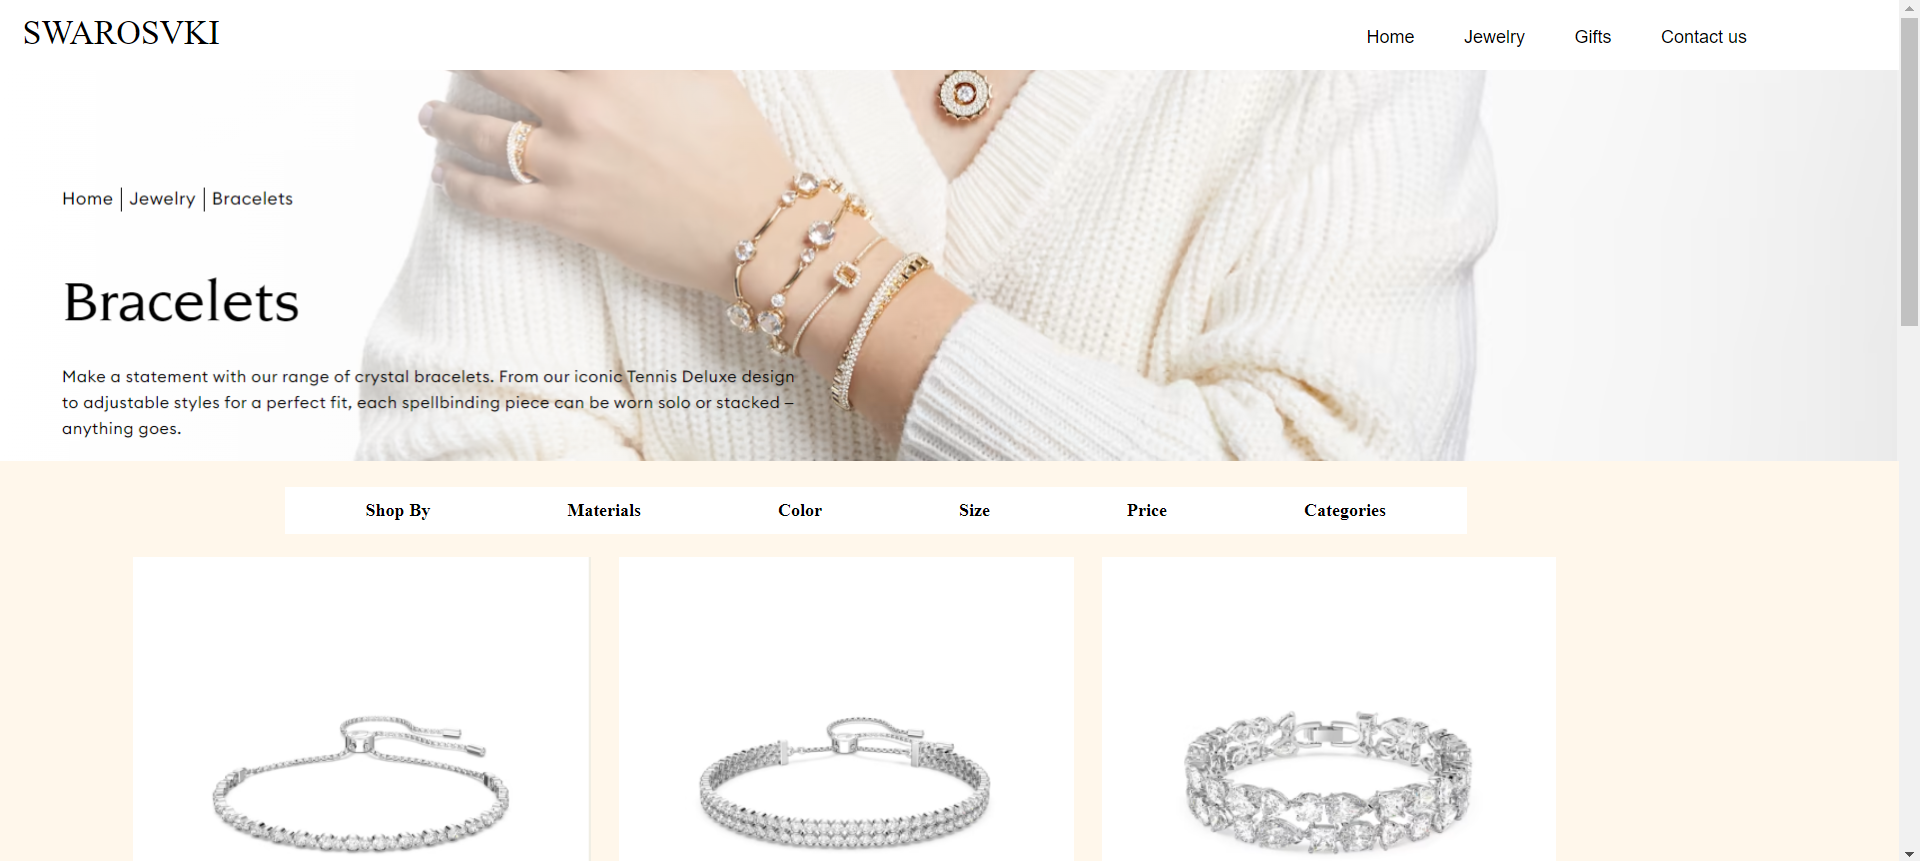 SWAROSVKI
Home Jewelry Gifts Contact us
Home | Jewelry | Bracelets
Bracelets
Make a statement with our range of crystal bracelets. From our iconic Tennis Deluxe design
to adjustable styles for a perfect fit, each spellbinding piece can be worn solo or stacked –
anything goes.
Shop By Materials Color Size Price Categories